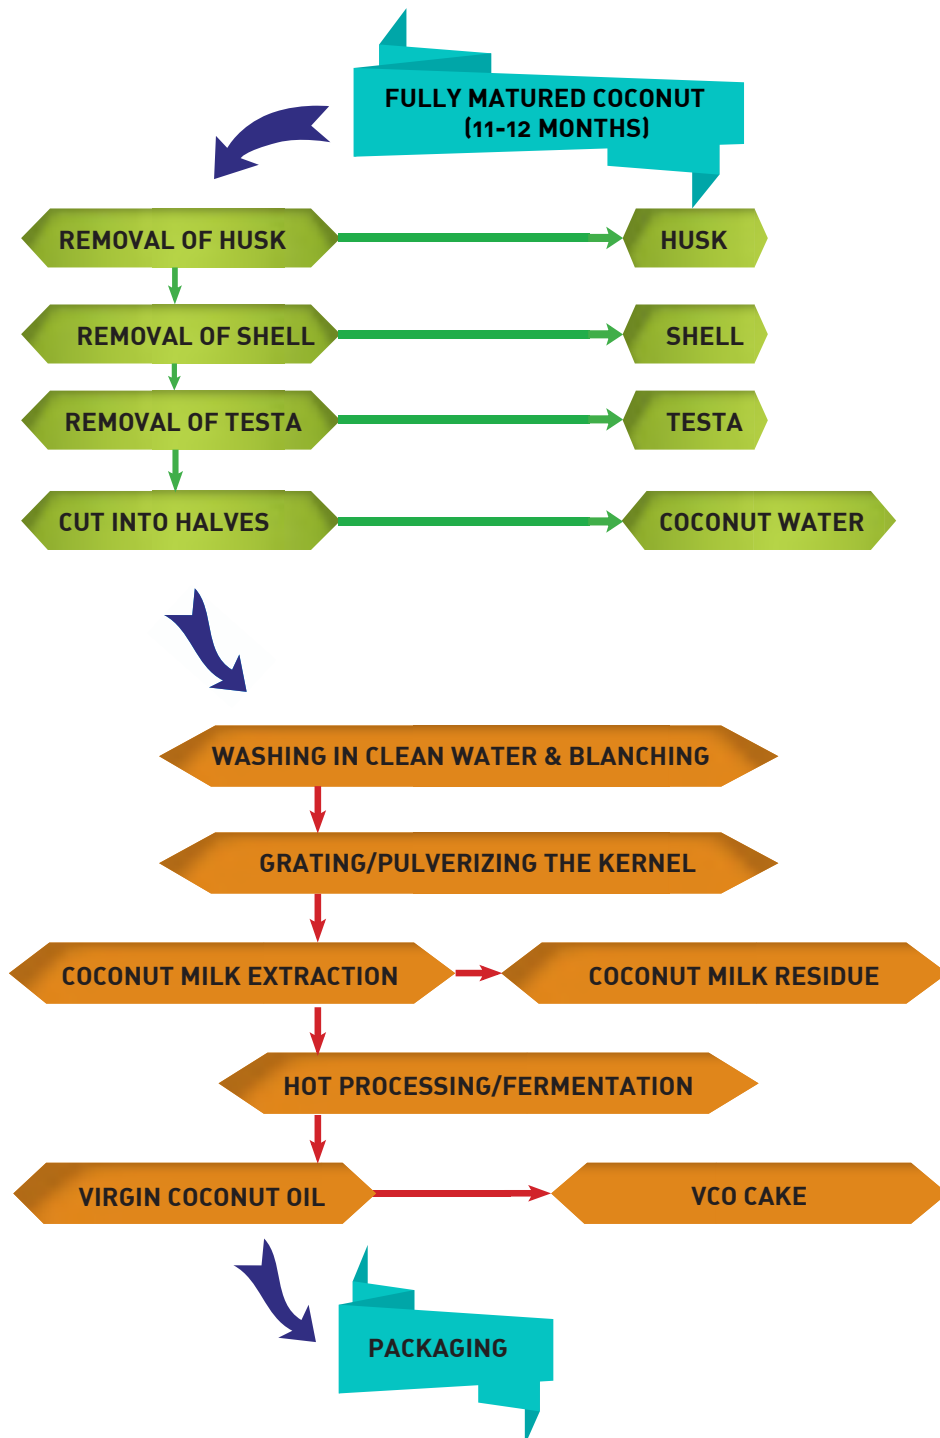 FULLY MATURED COCONUT
(11-12 MONTHS)
REMOVAL OF HUSK
HUSK
REMOVAL OF SHELL
SHELL
REMOVAL OF TESTA
TESTA
CUT INTO HALVES
COCONUT WATER
WASHING IN CLEAN WATER & BLANCHING
GRATING/PULVERIZING THE KERNEL
COCONUT MILK EXTRACTION
COCONUT MILK RESIDUE
HOT PROCESSING/FERMENTATION
VIRGIN COCONUT OIL
VCO CAKE
PACKAGING